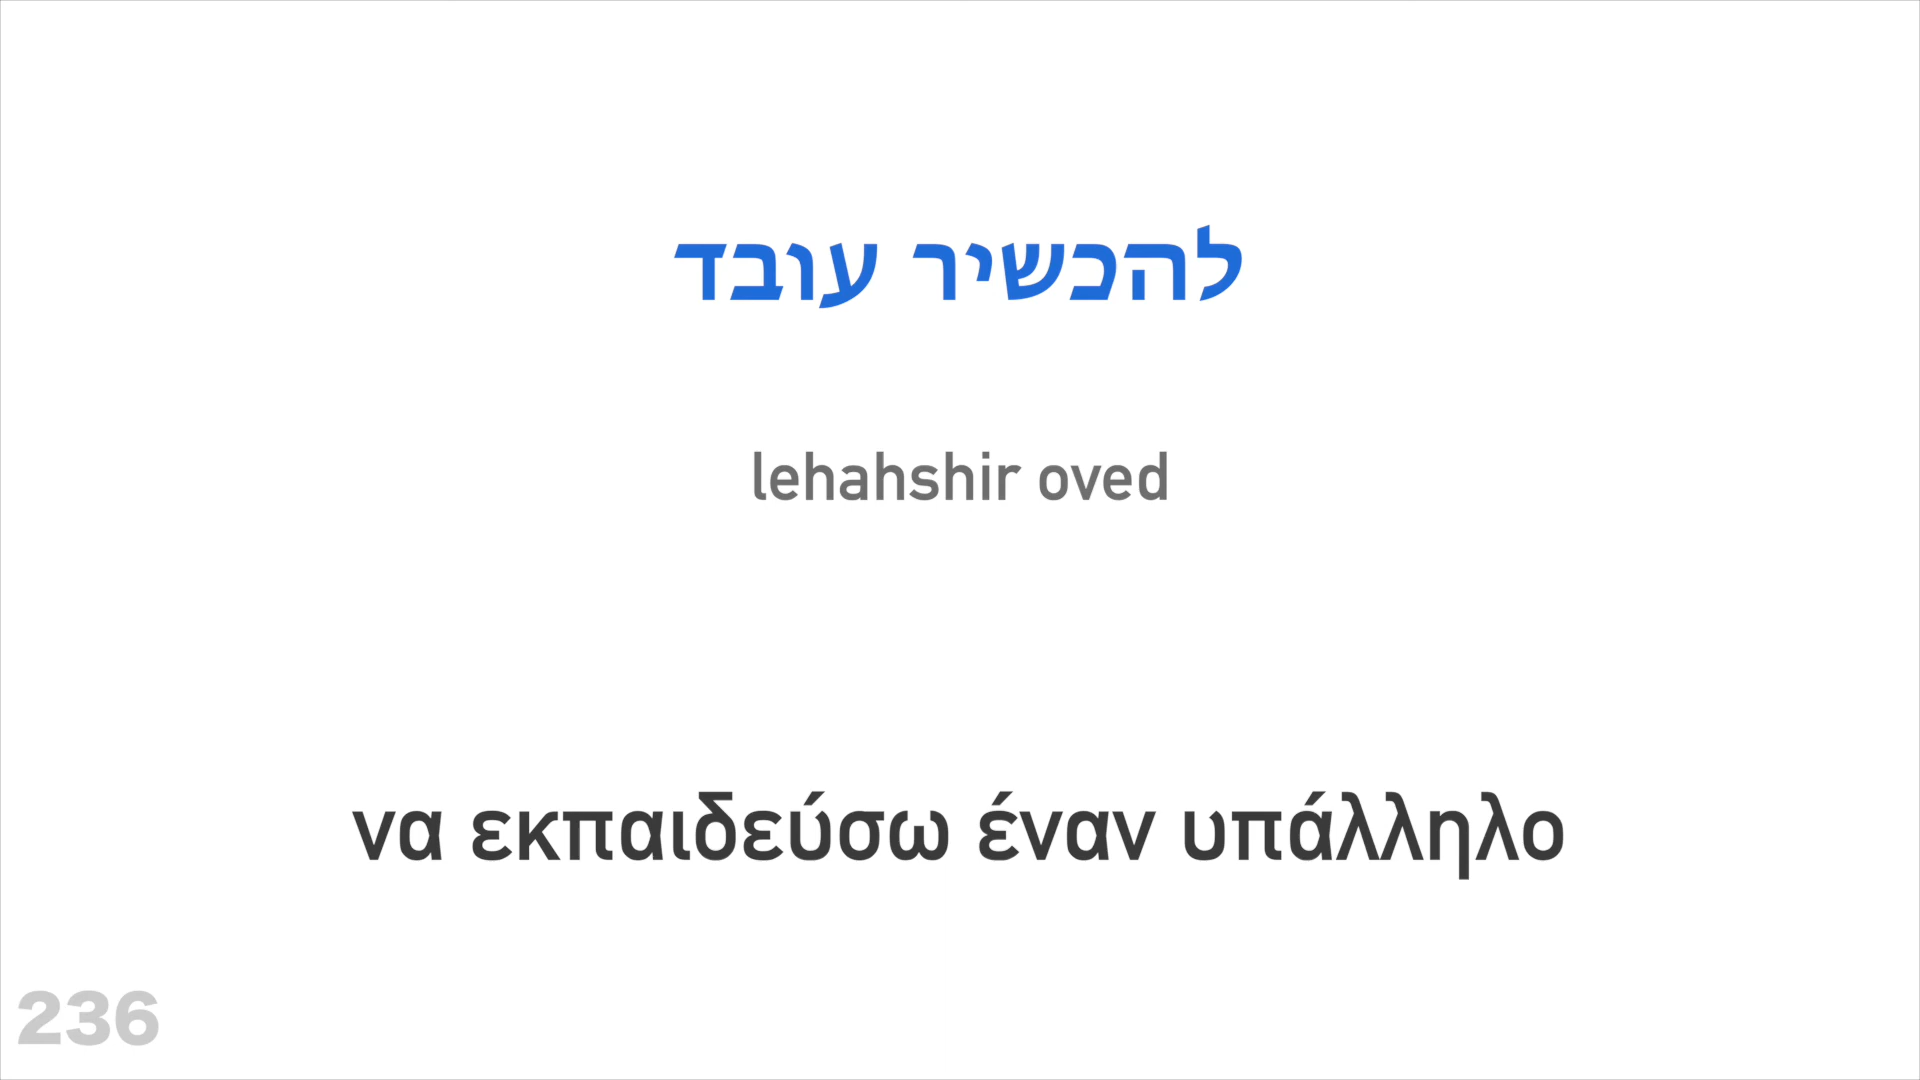 להכשיר עובד
lehahshir oved
να εκπαιδεύσω έναν υπάλληλο
236